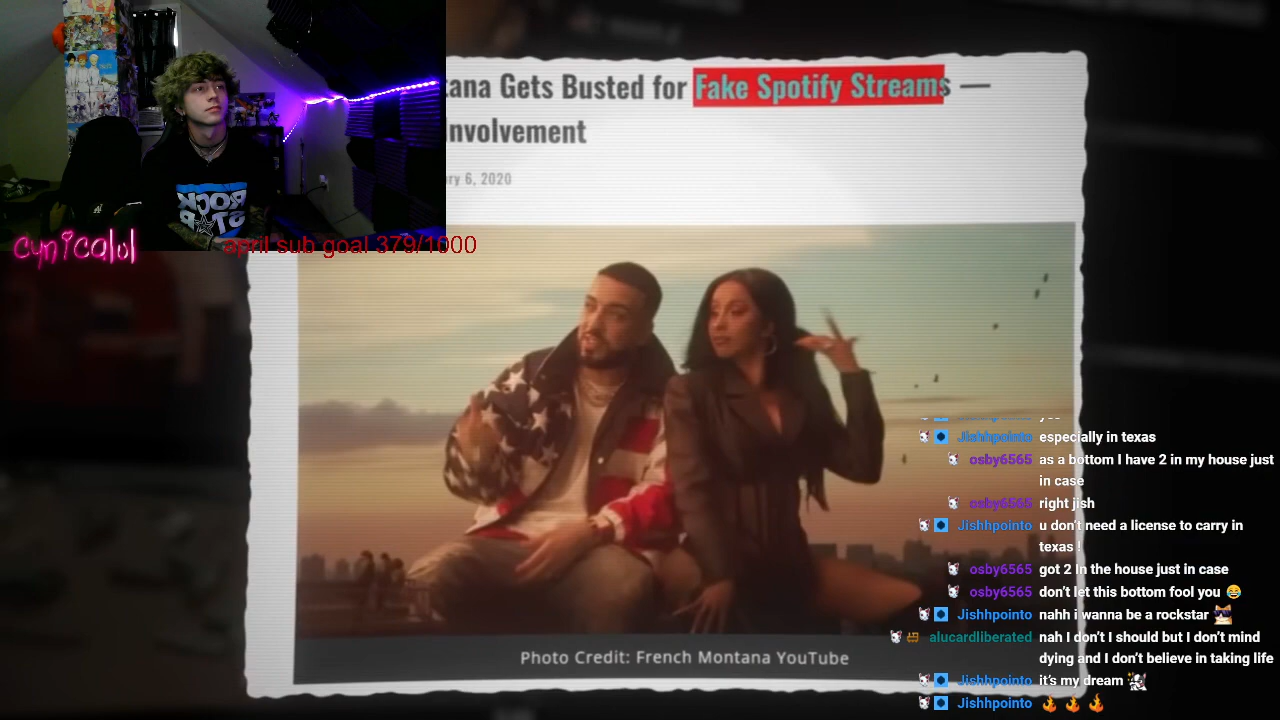 tana Gets Busted for Fake Spotify Streams —
Involvement
ry 6, 2020
ROCK
ST R
cynicalol
april sub goal 379/1000
Photo Credit: French Montana YouTube
Jishhpointo especially in texas
osby6565 as a bottom I have 2 in my house just
in case
osby6565 right jish
Jishhpointo u don't need a license to carry in
texas !
osby6565 got 2 in the house just in case
osby6565 don't let this bottom fool you 😂
Jishhpointo nahh i wanna be a rockstar
alucardliberated nah I don't I should but I don't mind
dying and I don't believe in taking life
Jishhpointo it's my dream
Jishhpointo 🔥 🔥 🔥